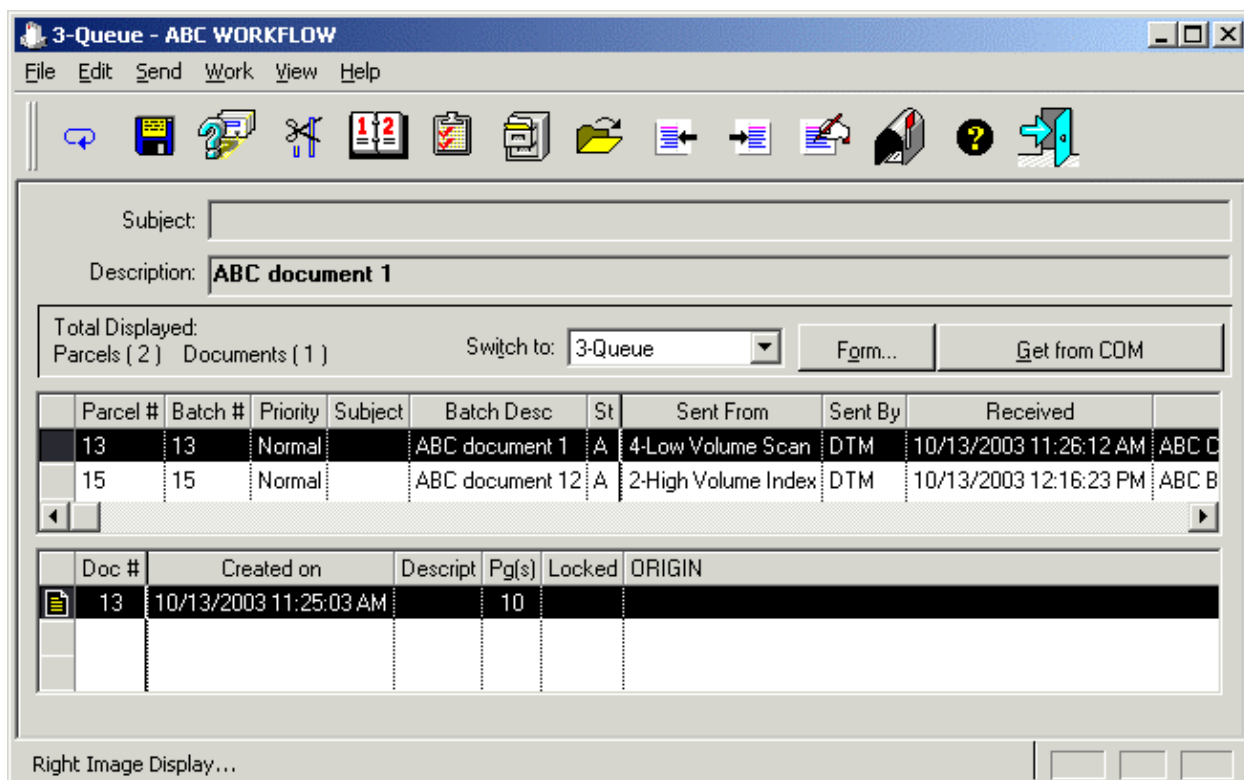 3-Queue - ABC WORKFLOW
File Edit Send Work View Help
1 2
Subject:
Description: ABC document 1
Total Displayed:
Parcels ( 2 ) Documents ( 1 )
Switch to: 3-Queue Form... Get from COM
Parcel # Batch # Priority Subject Batch Desc St Sent From Sent By Received
13 13 Normal ABC document 1 A 4-Low Volume Scan DTM 10/13/2003 11:26:12 AM ABC C
15 15 Normal ABC document 12 A 2-High Volume Index DTM 10/13/2003 12:16:23 PM ABC B
Doc # Created on Descript Pg(s) Locked ORIGIN
13 10/13/2003 11:25:03 AM 10
Right Image Display...